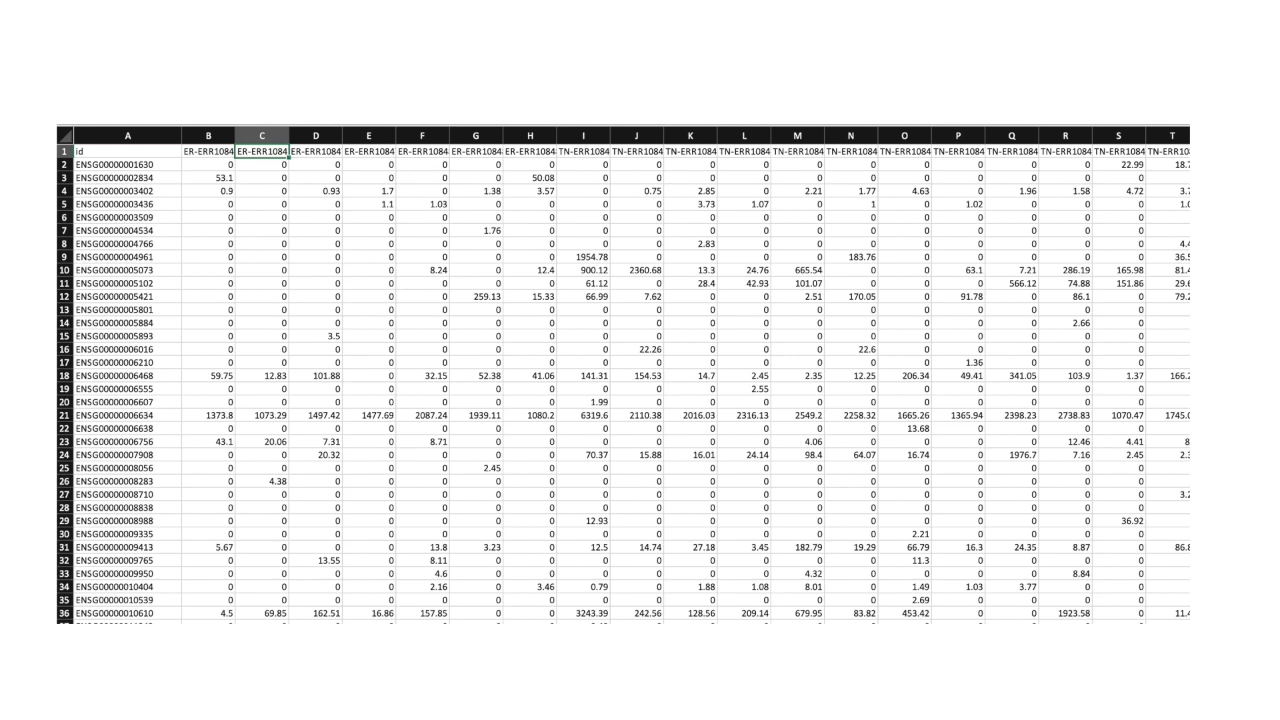 A B C D E F G H I J K L M N O P Q R S T
1 id ER-ERR1084 ER-ERR1084 ER-ERR1084 ER-ERR1084 ER-ERR1084 ER-ERR1084 ER-ERR1084 TN-ERR1084 TN-ERR1084 TN-ERR1084 TN-ERR1084 TN-ERR1084 TN-ERR1084 TN-ERR1084 TN-ERR1084 TN-ERR1084 TN-ERR1084 TN-ERR1084 TN-ERR10
2 ENSG00000001630 0 0 0 0 0 0 0 0 0 0 0 0 0 0 0 0 0 22.99 18.7
3 ENSG00000002834 53.1 0 0 0 0 0 50.08 0 0 0 0 0 0 0 0 0 0 0
4 ENSG00000003402 0.9 0 0.93 1.7 0 1.38 3.57 0 0.75 2.85 0 2.21 1.77 4.63 0 1.96 1.58 4.72 3.7
5 ENSG00000003436 0 0 0 1.1 1.03 0 0 0 0 3.73 1.07 0 1 0 1.02 0 0 0 1.0
6 ENSG00000003509 0 0 0 0 0 0 0 0 0 0 0 0 0 0 0 0 0 0
7 ENSG00000004534 0 0 0 0 0 1.76 0 0 0 0 0 0 0 0 0 0 0 0
8 ENSG00000004766 0 0 0 0 0 0 0 0 0 2.83 0 0 0 0 0 0 0 0 4.4
9 ENSG00000004961 0 0 0 0 0 0 0 1954.78 0 0 0 0 183.76 0 0 0 0 0 36.5
10 ENSG00000005073 0 0 0 0 8.24 0 12.4 900.12 2360.68 13.3 24.76 665.54 0 0 63.1 7.21 286.19 165.98 81.4
11 ENSG00000005102 0 0 0 0 0 0 0 61.12 0 28.4 42.93 101.07 0 0 0 566.12 74.88 151.86 29.6
12 ENSG00000005421 0 0 0 0 0 259.13 15.33 66.99 7.62 0 0 2.51 170.05 0 91.78 0 86.1 0 79.2
13 ENSG00000005801 0 0 0 0 0 0 0 0 0 0 0 0 0 0 0 0 0 0
14 ENSG00000005884 0 0 0 0 0 0 0 0 0 0 0 0 0 0 0 0 2.66 0
15 ENSG00000005893 0 0 3.5 0 0 0 0 0 0 0 0 0 0 0 0 0 0 0
16 ENSG00000006016 0 0 0 0 0 0 0 0 22.26 0 0 0 22.6 0 0 0 0 0
17 ENSG00000006210 0 0 0 0 0 0 0 0 0 0 0 0 0 0 1.36 0 0 0
18 ENSG00000006468 59.75 12.83 101.88 0 32.15 52.38 41.06 141.31 154.53 14.7 2.45 2.35 12.25 206.34 49.41 341.05 103.9 1.37 166.2
19 ENSG00000006555 0 0 0 0 0 0 0 0 0 0 2.55 0 0 0 0 0 0 0
20 ENSG00000006607 0 0 0 0 0 0 0 1.99 0 0 0 0 0 0 0 0 0 0
21 ENSG00000006634 1373.8 1073.29 1497.42 1477.69 2087.24 1939.11 1080.2 6319.6 2110.38 2016.03 2316.13 2549.2 2258.32 1665.26 1365.94 2398.23 2738.83 1070.47 1745.0
22 ENSG00000006638 0 0 0 0 0 0 0 0 0 0 0 0 0 13.68 0 0 0 0
23 ENSG00000006756 43.1 20.06 7.31 0 8.71 0 0 0 0 0 0 4.06 0 0 0 0 12.46 4.41 8
24 ENSG00000007908 0 0 20.32 0 0 0 0 70.37 15.88 16.01 24.14 98.4 64.07 16.74 0 1976.7 7.16 2.45 2.3
25 ENSG00000008056 0 0 0 0 0 2.45 0 0 0 0 0 0 0 0 0 0 0 0
26 ENSG00000008283 0 4.38 0 0 0 0 0 0 0 0 0 0 0 0 0 0 0 0
27 ENSG00000008710 0 0 0 0 0 0 0 0 0 0 0 0 0 0 0 0 0 0 3.2
28 ENSG00000008838 0 0 0 0 0 0 0 0 0 0 0 0 0 0 0 0 0 0
29 ENSG00000008988 0 0 0 0 0 0 0 12.93 0 0 0 0 0 0 0 0 0 36.92
30 ENSG00000009335 0 0 0 0 0 0 0 0 0 0 0 0 0 2.21 0 0 0 0
31 ENSG00000009413 5.67 0 0 0 13.8 3.23 0 12.5 14.74 27.18 3.45 182.79 19.29 66.79 16.3 24.35 8.87 0 86.8
32 ENSG00000009765 0 0 13.55 0 8.11 0 0 0 0 0 0 0 0 11.3 0 0 0 0
33 ENSG00000009950 0 0 0 0 4.6 0 0 0 0 0 0 4.32 0 0 0 0 8.84 0
34 ENSG00000010404 0 0 0 0 2.16 0 3.46 0.79 0 1.88 1.08 8.01 0 1.49 1.03 3.77 0 0
35 ENSG00000010539 0 0 0 0 0 0 0 0 0 0 0 0 0 2.69 0 0 0 0
36 ENSG00000010610 4.5 69.85 162.51 16.86 157.85 0 0 3243.39 242.56 128.56 209.14 679.95 83.82 453.42 0 0 1923.58 0 11.4